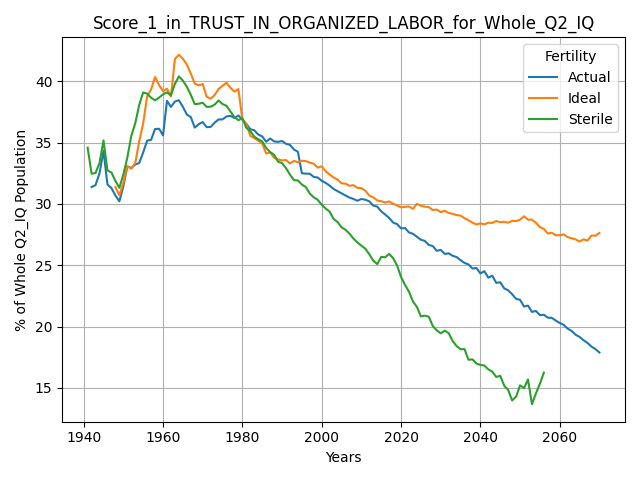 Score_1_in_TRUST_IN_ORGANIZED_LABOR_for_Whole_Q2_IQ
% of Whole Q2_IQ Population
40
35
30
25
20
15
Fertility
Actual
Ideal
Sterile
1940 1960 1980 2000 2020 2040 2060
Years